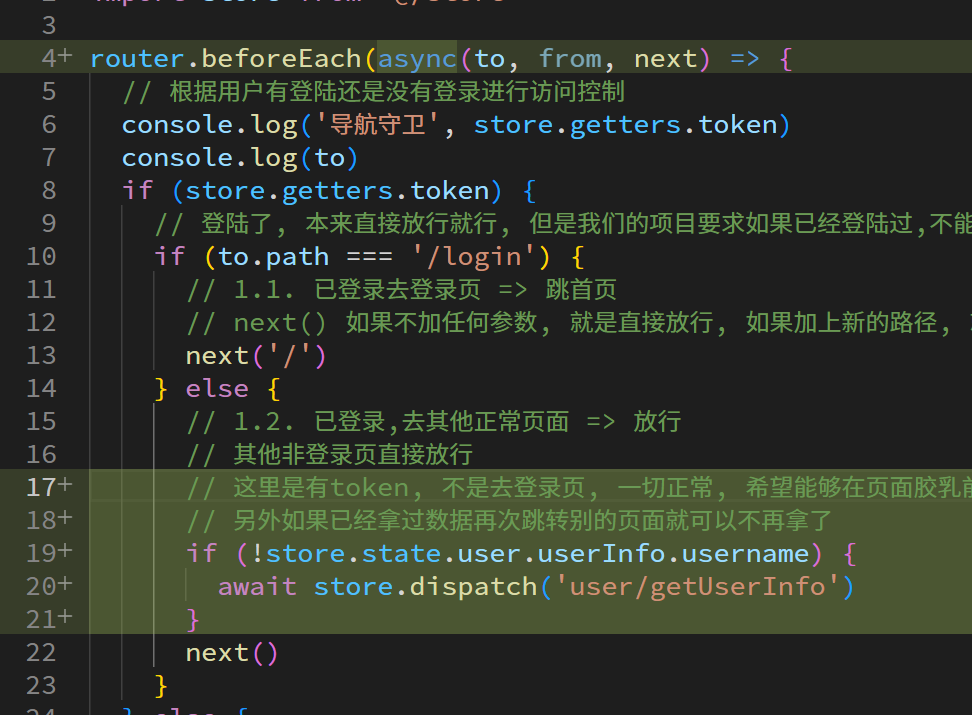 3
4+ router.beforeEach(async(to, from, next) => {
5 // 根据用户有登陆还是没有登录进行访问控制
6 console.log('导航守卫', store.getters.token)
7 console.log(to)
8 if (store.getters.token) {
9 // 登陆了, 本来直接放行就行, 但是我们的项目要求如果已经登陆过,不能
10 if (to.path === '/login') {
11 // 1.1. 已登录去登录页 => 跳首页
12 // next() 如果不加任何参数, 就是直接放行, 如果加上新的路径,
13 next('/')
14 } else {
15 // 1.2. 已登录,去其他正常页面 => 放行
16 // 其他非登录页直接放行
17+ // 这里是有token, 不是去登录页, 一切正常, 希望能够在页面胶乳前
18+ // 另外如果已经拿过数据再次跳转别的页面就可以不再拿了
19+ if (!store.state.user.userInfo.username) {
20+ await store.dispatch('user/getUserInfo')
21+ }
22 next()
23 }
24 } else {